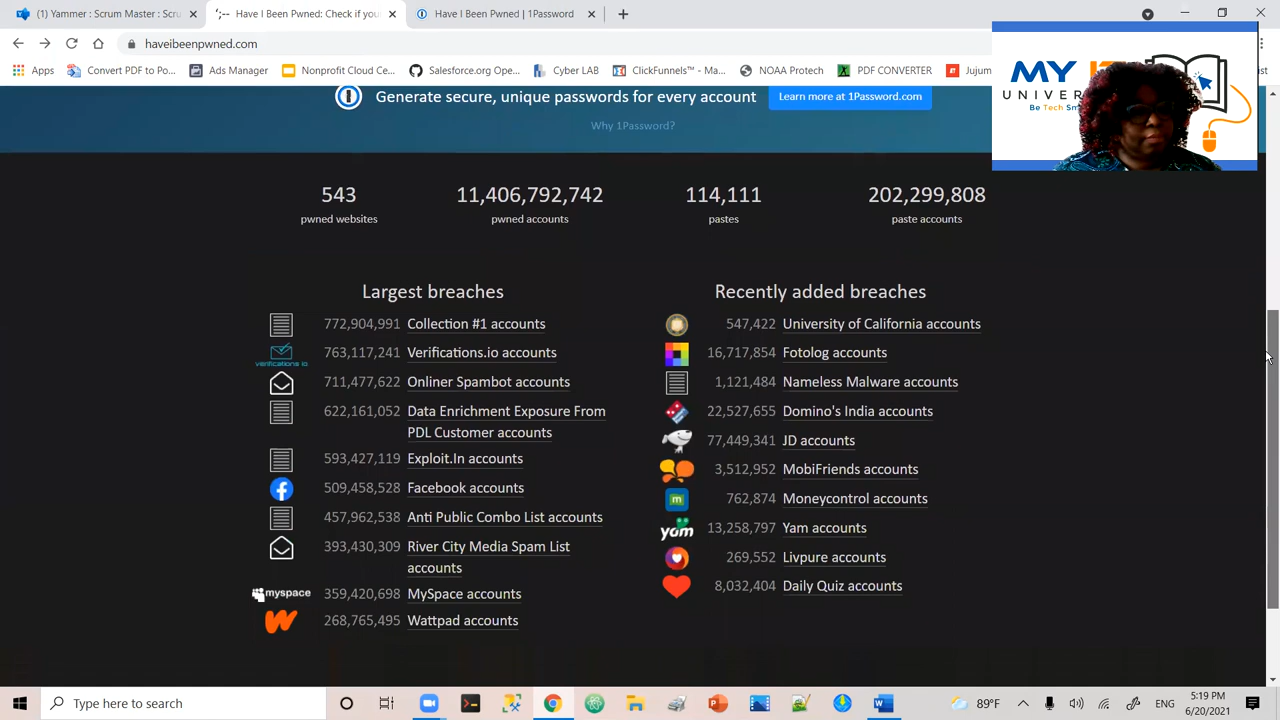 (1) Yammer : Scrum Master : Scru
Have I Been Pwned: Check if you
Have I Been Pwned | 1Password
haveibeenpwned.com
Apps
Convert PDF to Po...
Ad Manager
Nonprofit Cloud Ce...
Salesforce.org Ope...
Cyber LAB
ClickFunnels™ - Ma...
NOAA Protech
PDF CONVERTER
MY
UNIVER
Be Tech Sm
Generate secure, unique passwords for every account
Learn more at 1Password.com
Why 1Password?
543
pwned websites
11,406,792,742
pwned accounts
114,111
pastes
202,299,808
paste accounts
Largest breaches
772,904,991 Collection #1 accounts
verifications io
763,117,241 Verifications.io accounts
711,477,622 Onliner Spambot accounts
622,161,052 Data Enrichment Exposure From
PDL Customer accounts
593,427,119 Exploit.In accounts
509,458,528 Facebook accounts
457,962,538 Anti Public Combo List accounts
393,430,309 River City Media Spam List
accounts
myspace
359,420,698 MySpace accounts
268,765,495 Wattpad accounts
Recently added breaches
547,422 University of California accounts
16,717,854 Fotolog accounts
1,121,484 Nameless Malware accounts
22,527,655 Domino's India accounts
77,449,341 JD accounts
3,512,952 MobiFriends accounts
m
762,874 Moneycontrol accounts
yam
13,258,797 Yam accounts
269,552 Livpure accounts
8,032,404 Daily Quiz accounts
Type here to search
89°F
ENG
5:19 PM
6/20/2021